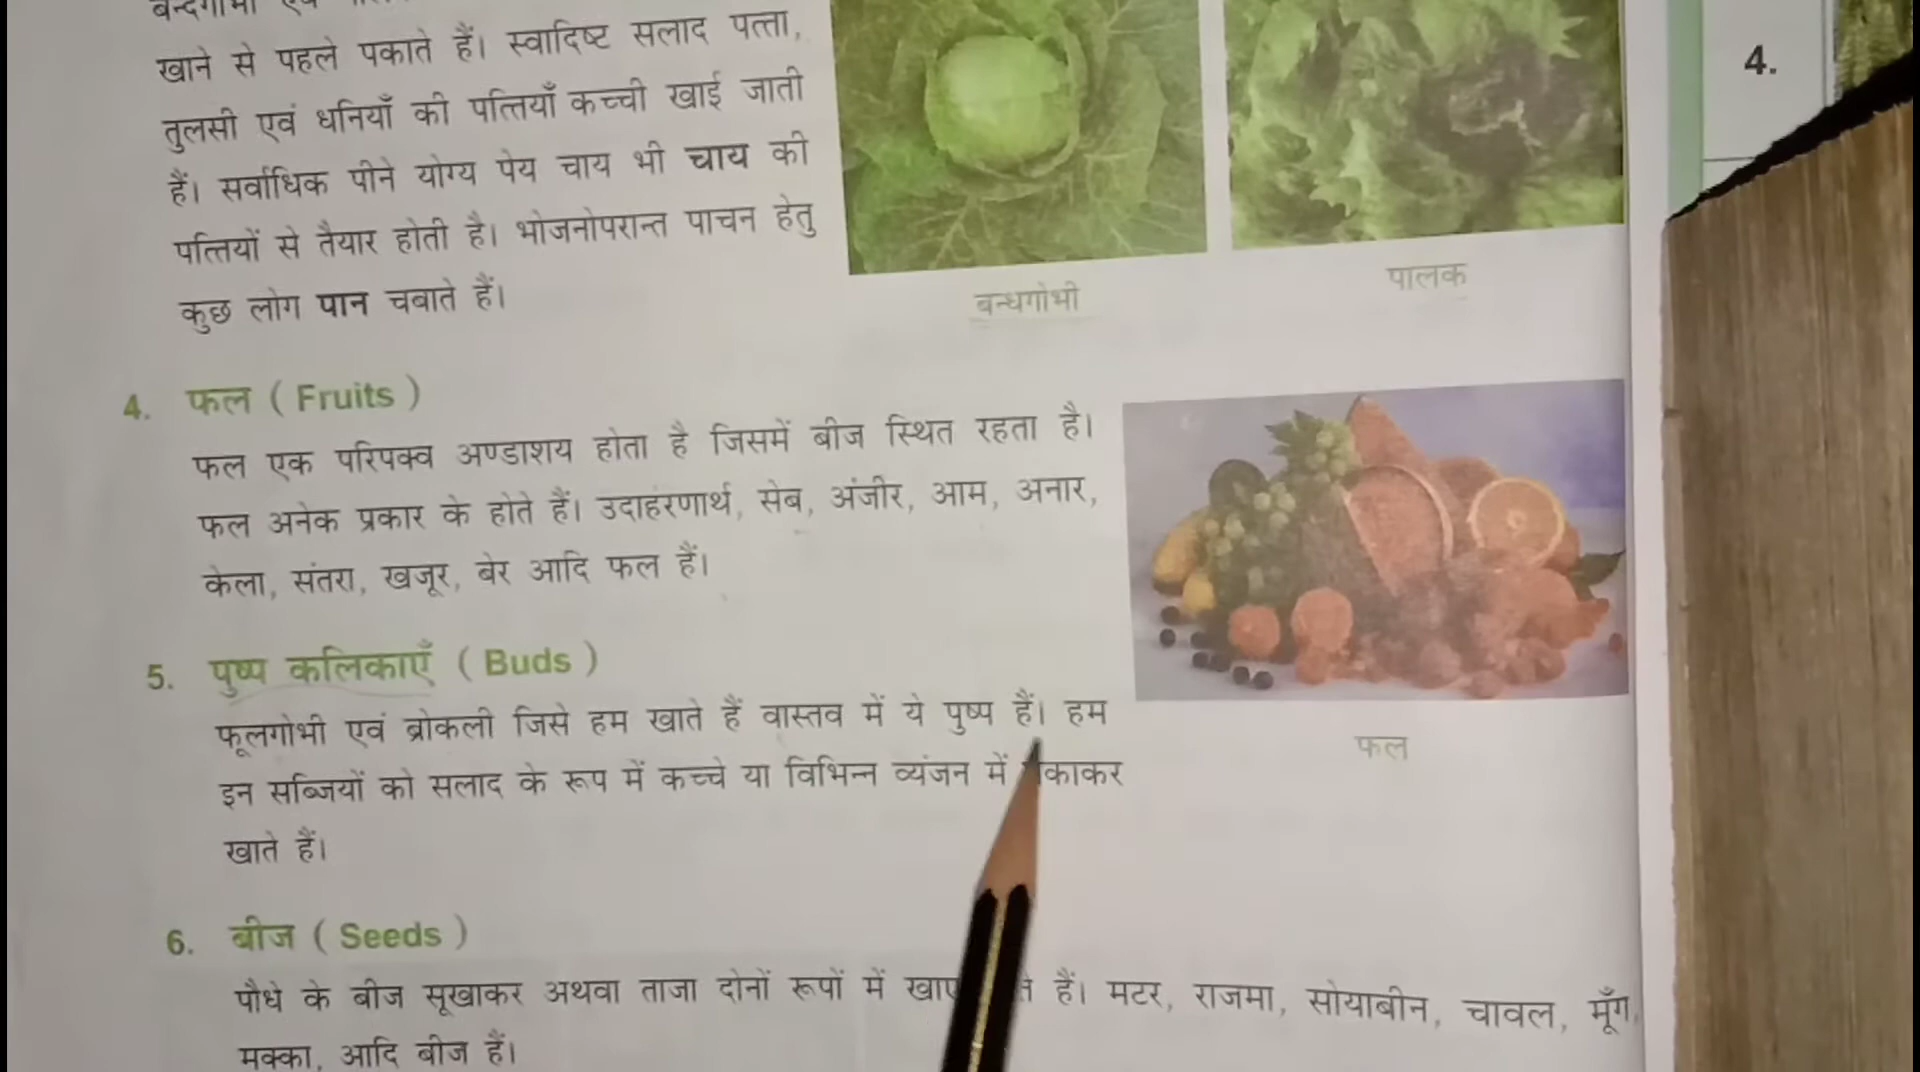 खाने से पहले पकाते हैं। स्वादिष्ट सलाद पत्ता,
तुलसी एवं धनियाँ की पत्तियाँ कच्ची खाई जाती
हैं। सर्वाधिक पीने योग्य पेय चाय भी चाय की
पत्तियों से तैयार होती है। भोजनोपरान्त पाचन हेतु
कुछ लोग पान चबाते हैं।
बन्धगोभी
पालक
4.
4. फल ( Fruits )
फल एक परिपक्व अण्डाशय होता है जिसमें बीज स्थित रहता है।
फल अनेक प्रकार के होते हैं। उदाहरणार्थ, सेब, अंजीर, आम, अनार,
केला, संतरा, खजूर, बेर आदि फल हैं।
फल
5. पुष्प कलिकाएँ ( Buds )
फूलगोभी एवं ब्रोकली जिसे हम खाते हैं वास्तव में ये पुष्प हैं। हम
इन सब्जियों को सलाद के रूप में कच्चे या विभिन्न व्यंजन में
खाते हैं।
6. बीज ( Seeds )
पौधे के बीज सूखाकर अथवा ताजा दोनों रूपों में हैं। मटर, राजमा, सोयाबीन, चावल, मूँग,
मक्का, आदि बीज हैं।